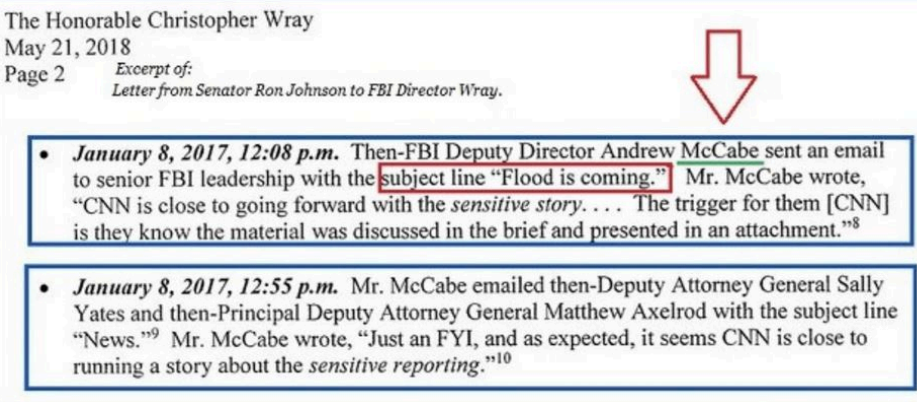 The Honorable Christopher Wray
May 21, 2018
Page 2
Excerpt of:
Letter from Senator Ron Johnson to FBI Director Wray.
• January 8, 2017, 12:08 p.m. Then-FBI Deputy Director Andrew McCabe sent an email
to senior FBI leadership with the subject line “Flood is coming.” Mr. McCabe wrote,
“CNN is close to going forward with the sensitive story. . . . The trigger for them [CNN]
is they know the material was discussed in the brief and presented in an attachment.”⁸
• January 8, 2017, 12:55 p.m. Mr. McCabe emailed then-Deputy Attorney General Sally
Yates and then-Principal Deputy Attorney General Matthew Axelrod with the subject line
“News.”⁹ Mr. McCabe wrote, “Just an FYI, and as expected, it seems CNN is close to
running a story about the sensitive reporting.”¹⁰